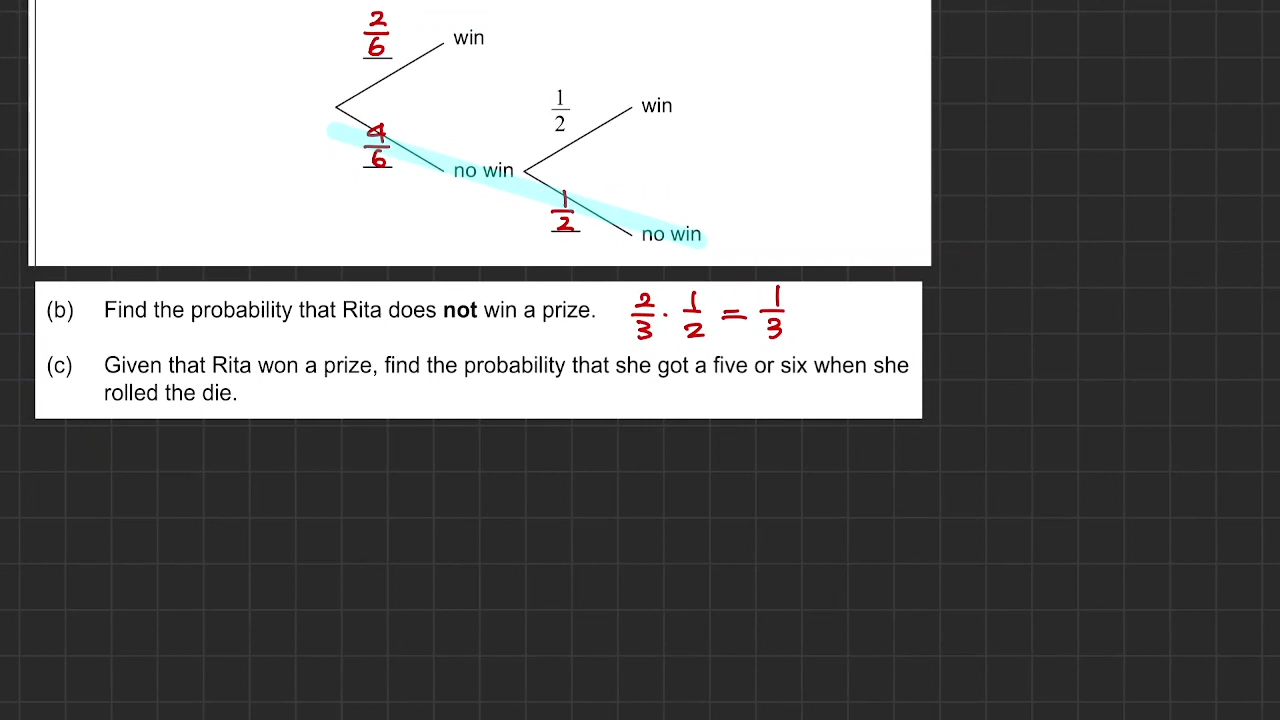 2/6 win
1/2 win
4/6 no win
1/2 no win
(b) Find the probability that Rita does not win a prize. 2/3 · 1/2 = 1/3
(c) Given that Rita won a prize, find the probability that she got a five or six when she
rolled the die.